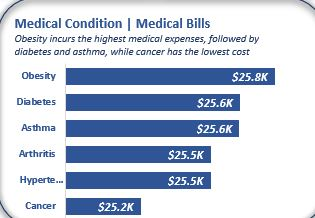 Medical Condition | Medical Bills
Obesity incurs the highest medical expenses, followed by
diabetes and asthma, while cancer has the lowest cost
Obesity $25.8K
Diabetes $25.6K
Asthma $25.6K
Arthritis $25.5K
Hyperte... $25.5K
Cancer $25.2K